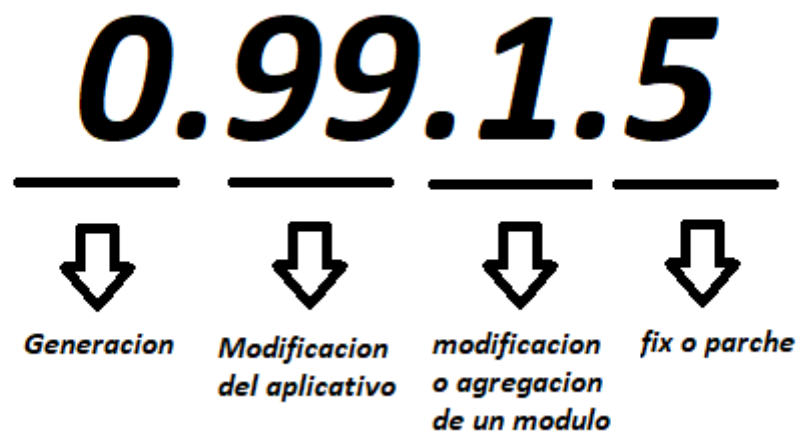 0.99.1.5
Generacion
Modificacion
del aplicativo
modificacion
o agregacion
de un modulo
fix o parche